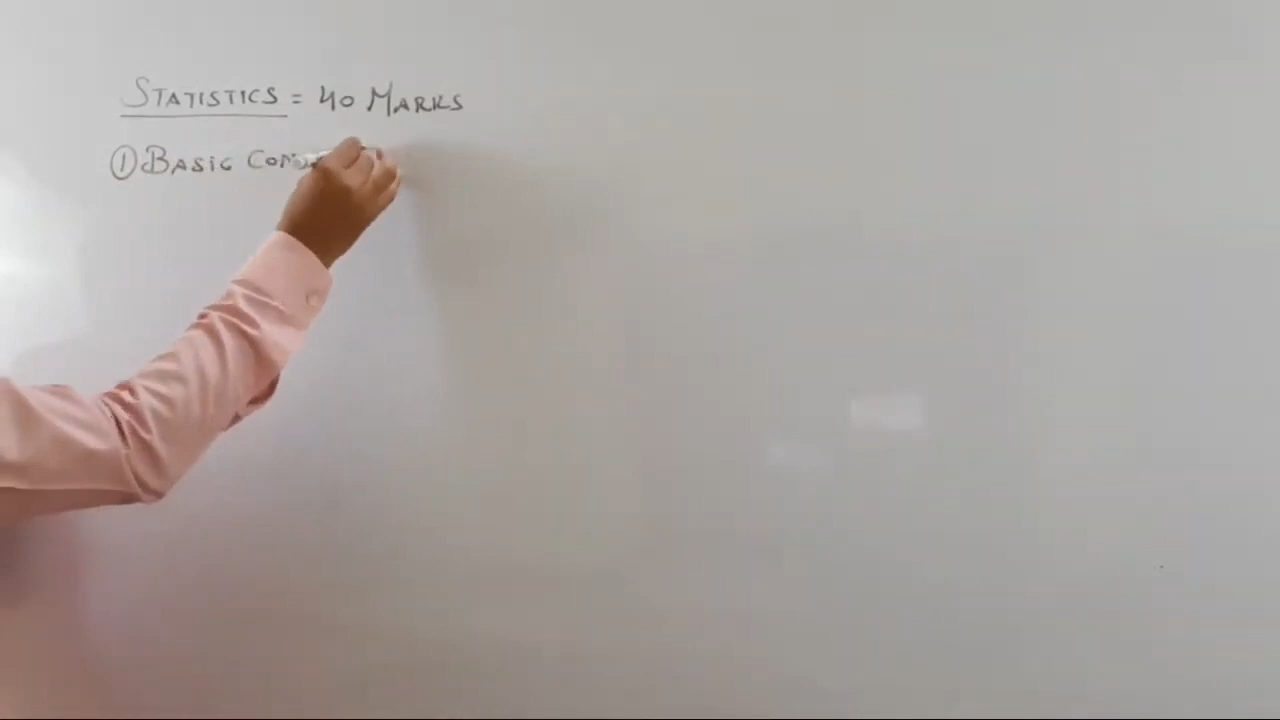 STATISTICS = 40 MARKS
① BASIC